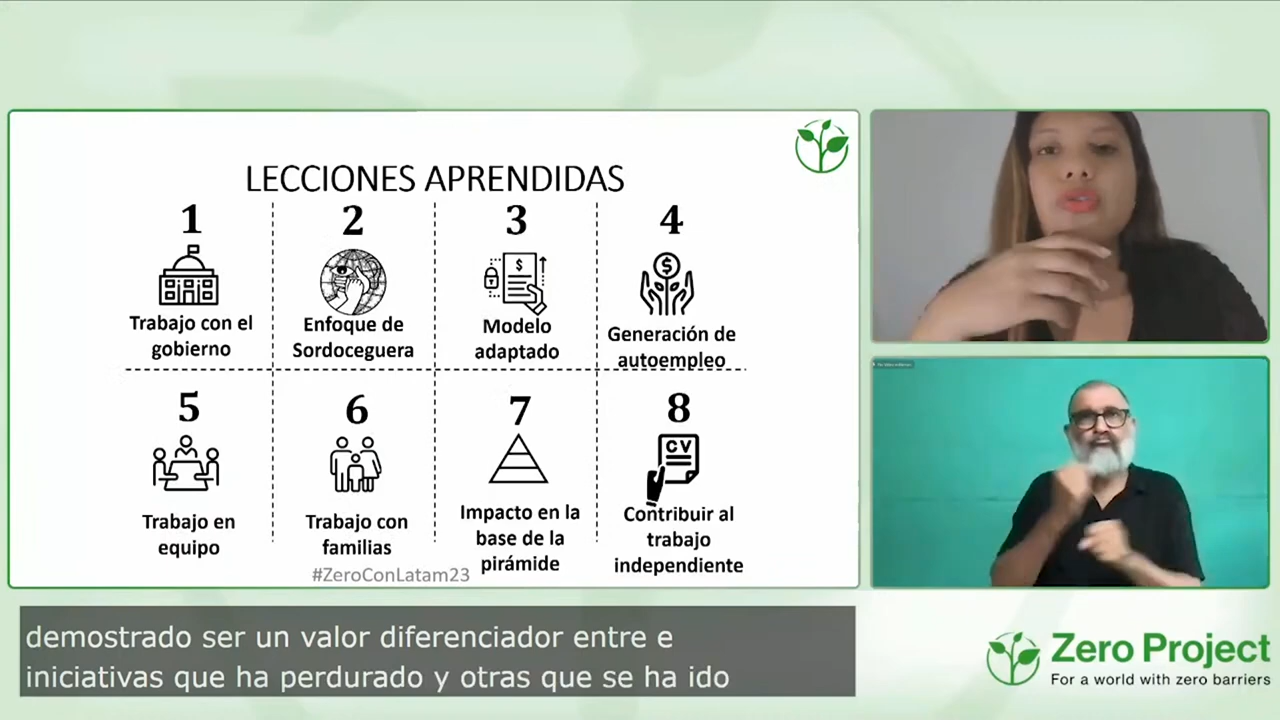 LECCIONES APRENDIDAS
1
2
3
4
Trabajo con el
gobierno
Enfoque de
Sordoceguera
$
Modelo
adaptado
$
Generación de
autoempleo
5
6
7
8
Trabajo en
equipo
Trabajo con
familias
Impacto en la
base de la
pirámide
CV
Contribuir al
trabajo
independiente
#ZeroConLatam23
demostrado ser un valor diferenciador entre e
iniciativas que ha perdurado y otras que se ha ido
Zero Project
For a world with zero barriers